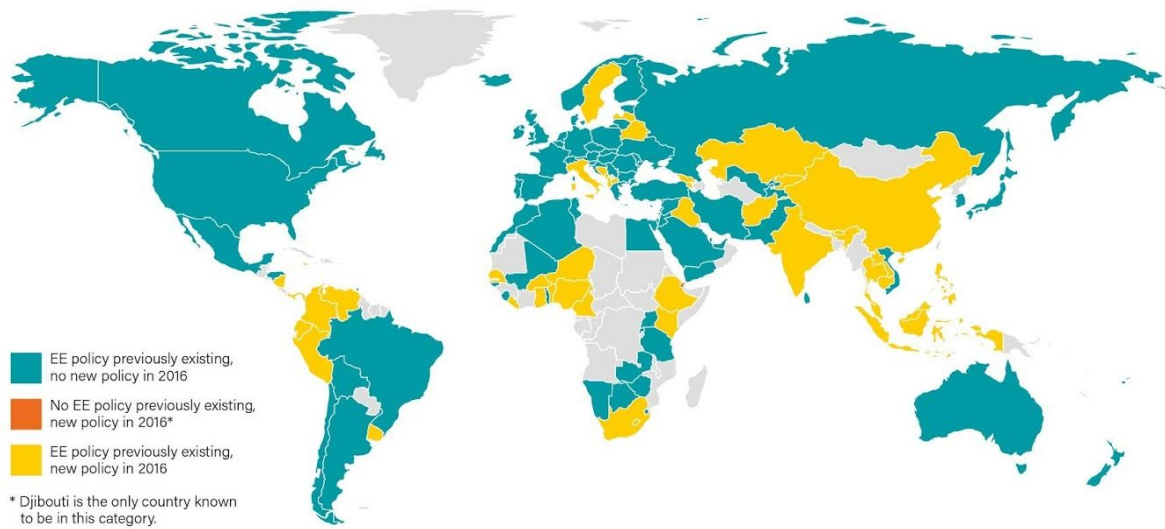 EE policy previously existing,
no new policy in 2016
No EE policy previously existing,
new policy in 2016*
EE policy previously existing,
new policy in 2016
* Djibouti is the only country known
to be in this category.